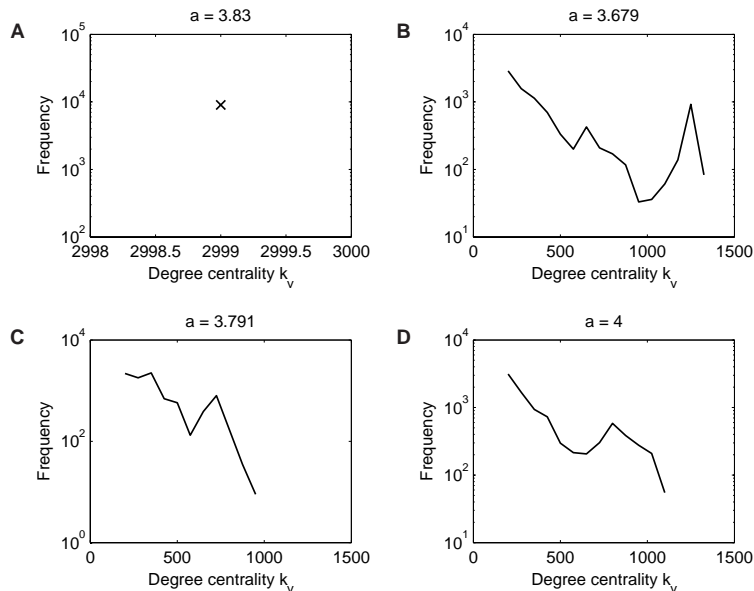 A
a = 3.83
10^5
10^4
10^3
10^2
Frequency
2998
2998.5
2999
2999.5
3000
Degree centrality k_v
B
a = 3.679
10^4
10^3
10^2
10^1
Frequency
0
500
1000
1500
Degree centrality k_v
C
a = 3.791
10^4
10^2
10^0
Frequency
0
500
1000
1500
Degree centrality k_v
D
a = 4
10^4
10^3
10^2
10^1
Frequency
0
500
1000
1500
Degree centrality k_v